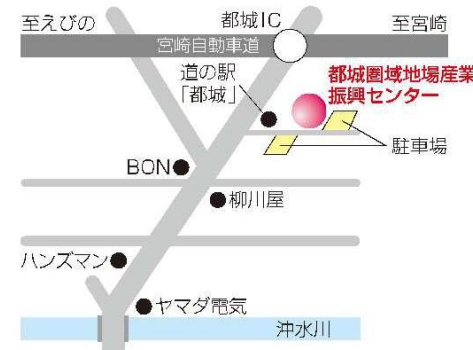 至えびの
都城IC
至宮崎
宮崎自動車道
道の駅
「都城」
都城圏域地場産業
振興センター
駐車場
BON
柳川屋
ハンズマン
ヤマダ電気
沖水川